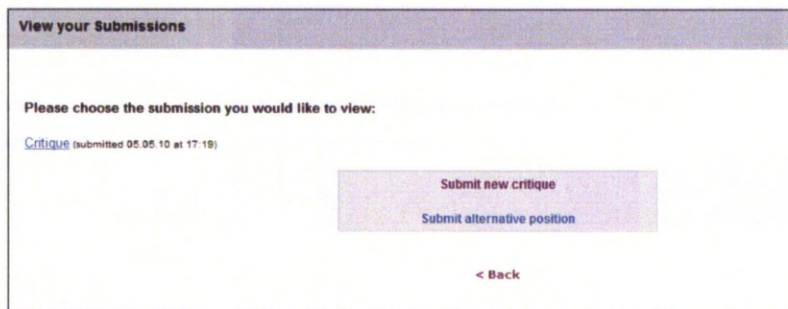 View your Submissions
Please choose the submission you would like to view:
Critique (submitted 05.05.10 at 17:19)
Submit new critique
Submit alternative position
< Back